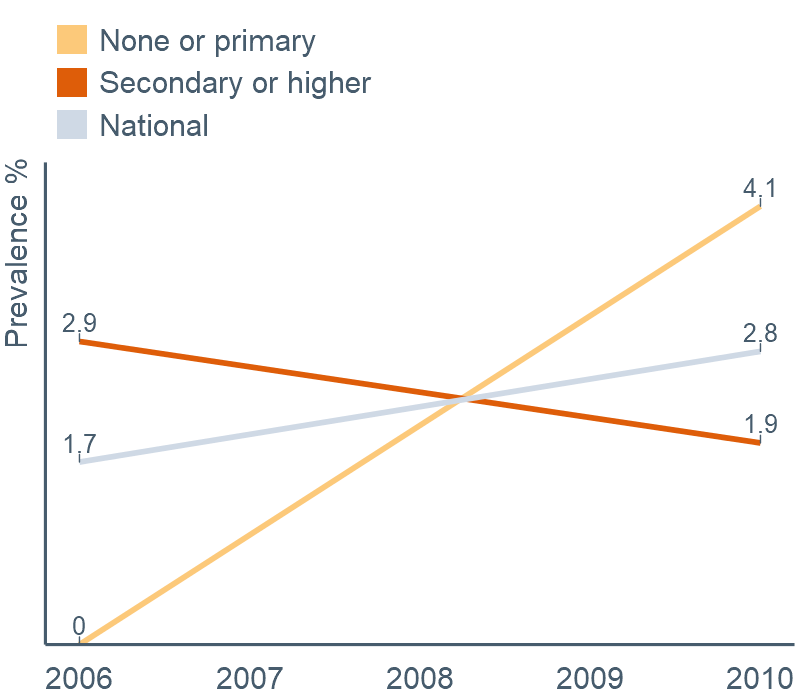 None or primary
Secondary or higher
National
Prevalence %
4.1
2.9
2.8
1.9
1.7
0
2006 2007 2008 2009 2010